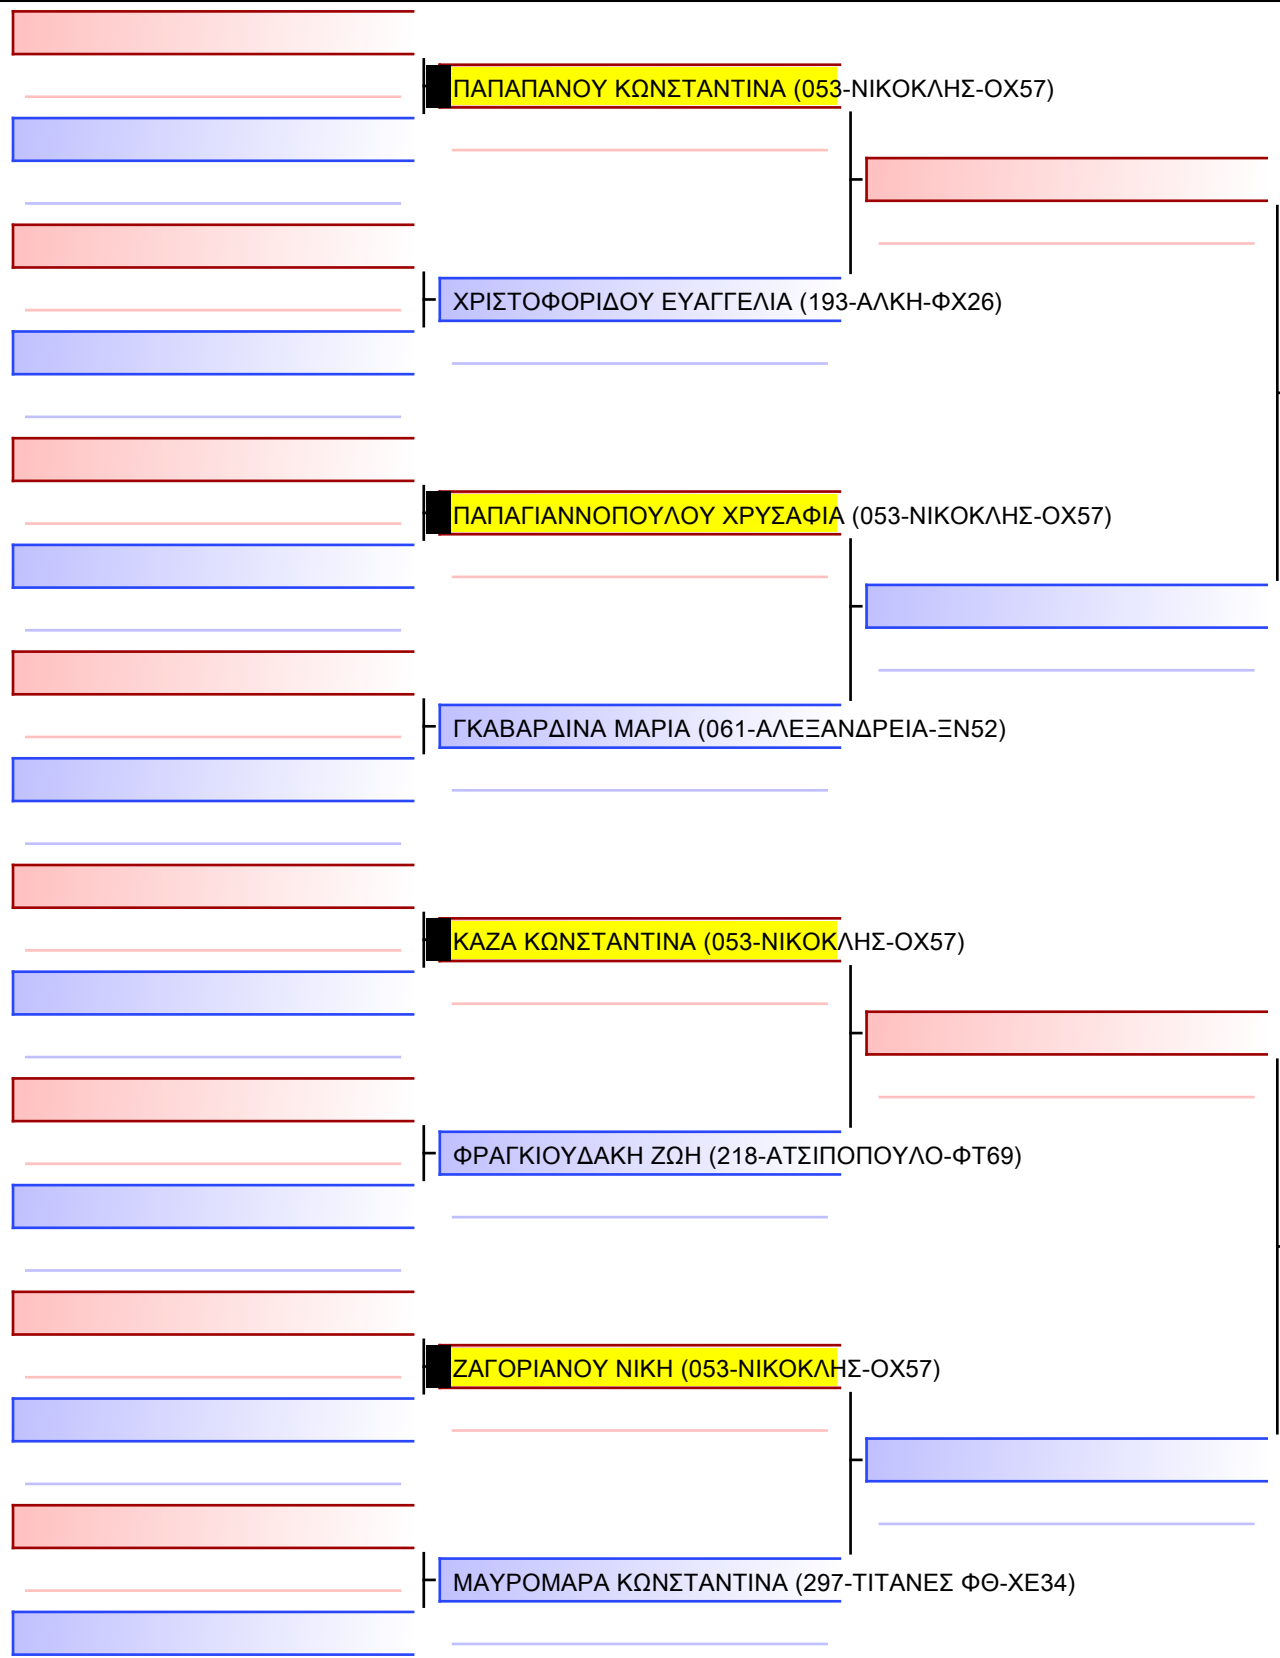 ΠΑΠΑΠΑΝΟΥ ΚΩΝΣΤΑΝΤΙΝΑ (053-ΝΙΚΟΚΛΗΣ-ΟΧ57)
ΧΡΙΣΤΟΦΟΡΙΔΟΥ ΕΥΑΓΓΕΛΙΑ (193-ΑΛΚΗ-ΦΧ26)
ΠΑΠΑΓΙΑΝΝΟΠΟΥΛΟΥ ΧΡΥΣΑΦΙΑ (053-ΝΙΚΟΚΛΗΣ-ΟΧ57)
ΓΚΑΒΑΡΔΙΝΑ ΜΑΡΙΑ (061-ΑΛΕΞΑΝΔΡΕΙΑ-ΞΝ52)
ΚΑΖΑ ΚΩΝΣΤΑΝΤΙΝΑ (053-ΝΙΚΟΚΛΗΣ-ΟΧ57)
ΦΡΑΓΚΙΟΥΔΑΚΗ ΖΩΗ (218-ΑΤΣΙΠΟΠΟΥΛΟ-ΦΤ69)
ΖΑΓΟΡΙΑΝΟΥ ΝΙΚΗ (053-ΝΙΚΟΚΛΗΣ-ΟΧ57)
ΜΑΥΡΟΜΑΡΑ ΚΩΝΣΤΑΝΤΙΝΑ (297-ΤΙΤΑΝΕΣ ΦΘ-ΧΕ34)